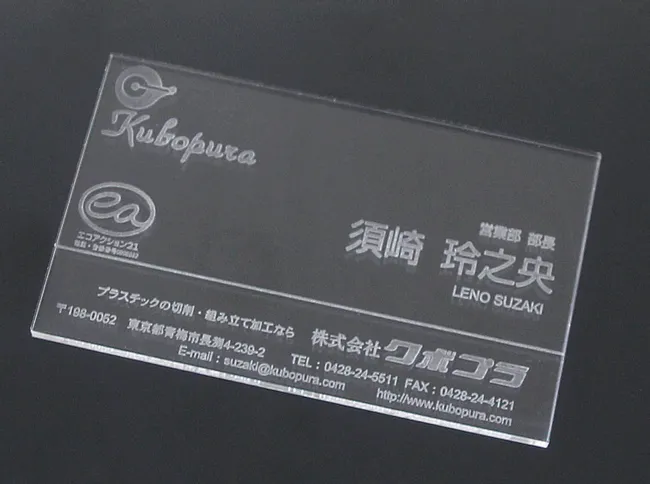 Kubopura
ea
エコアクション21
営業部 部長
須崎 玲之央
LENO SUZAKI
プラスチックの切削・組み立て加工なら 株式会社クボプラ
〒198-0052 東京都青梅市長渕4-239-2
TEL：0428-24-5511 FAX：0428-24-4121
E-mail：suzaki@kubopura.com http://www.kubopura.com